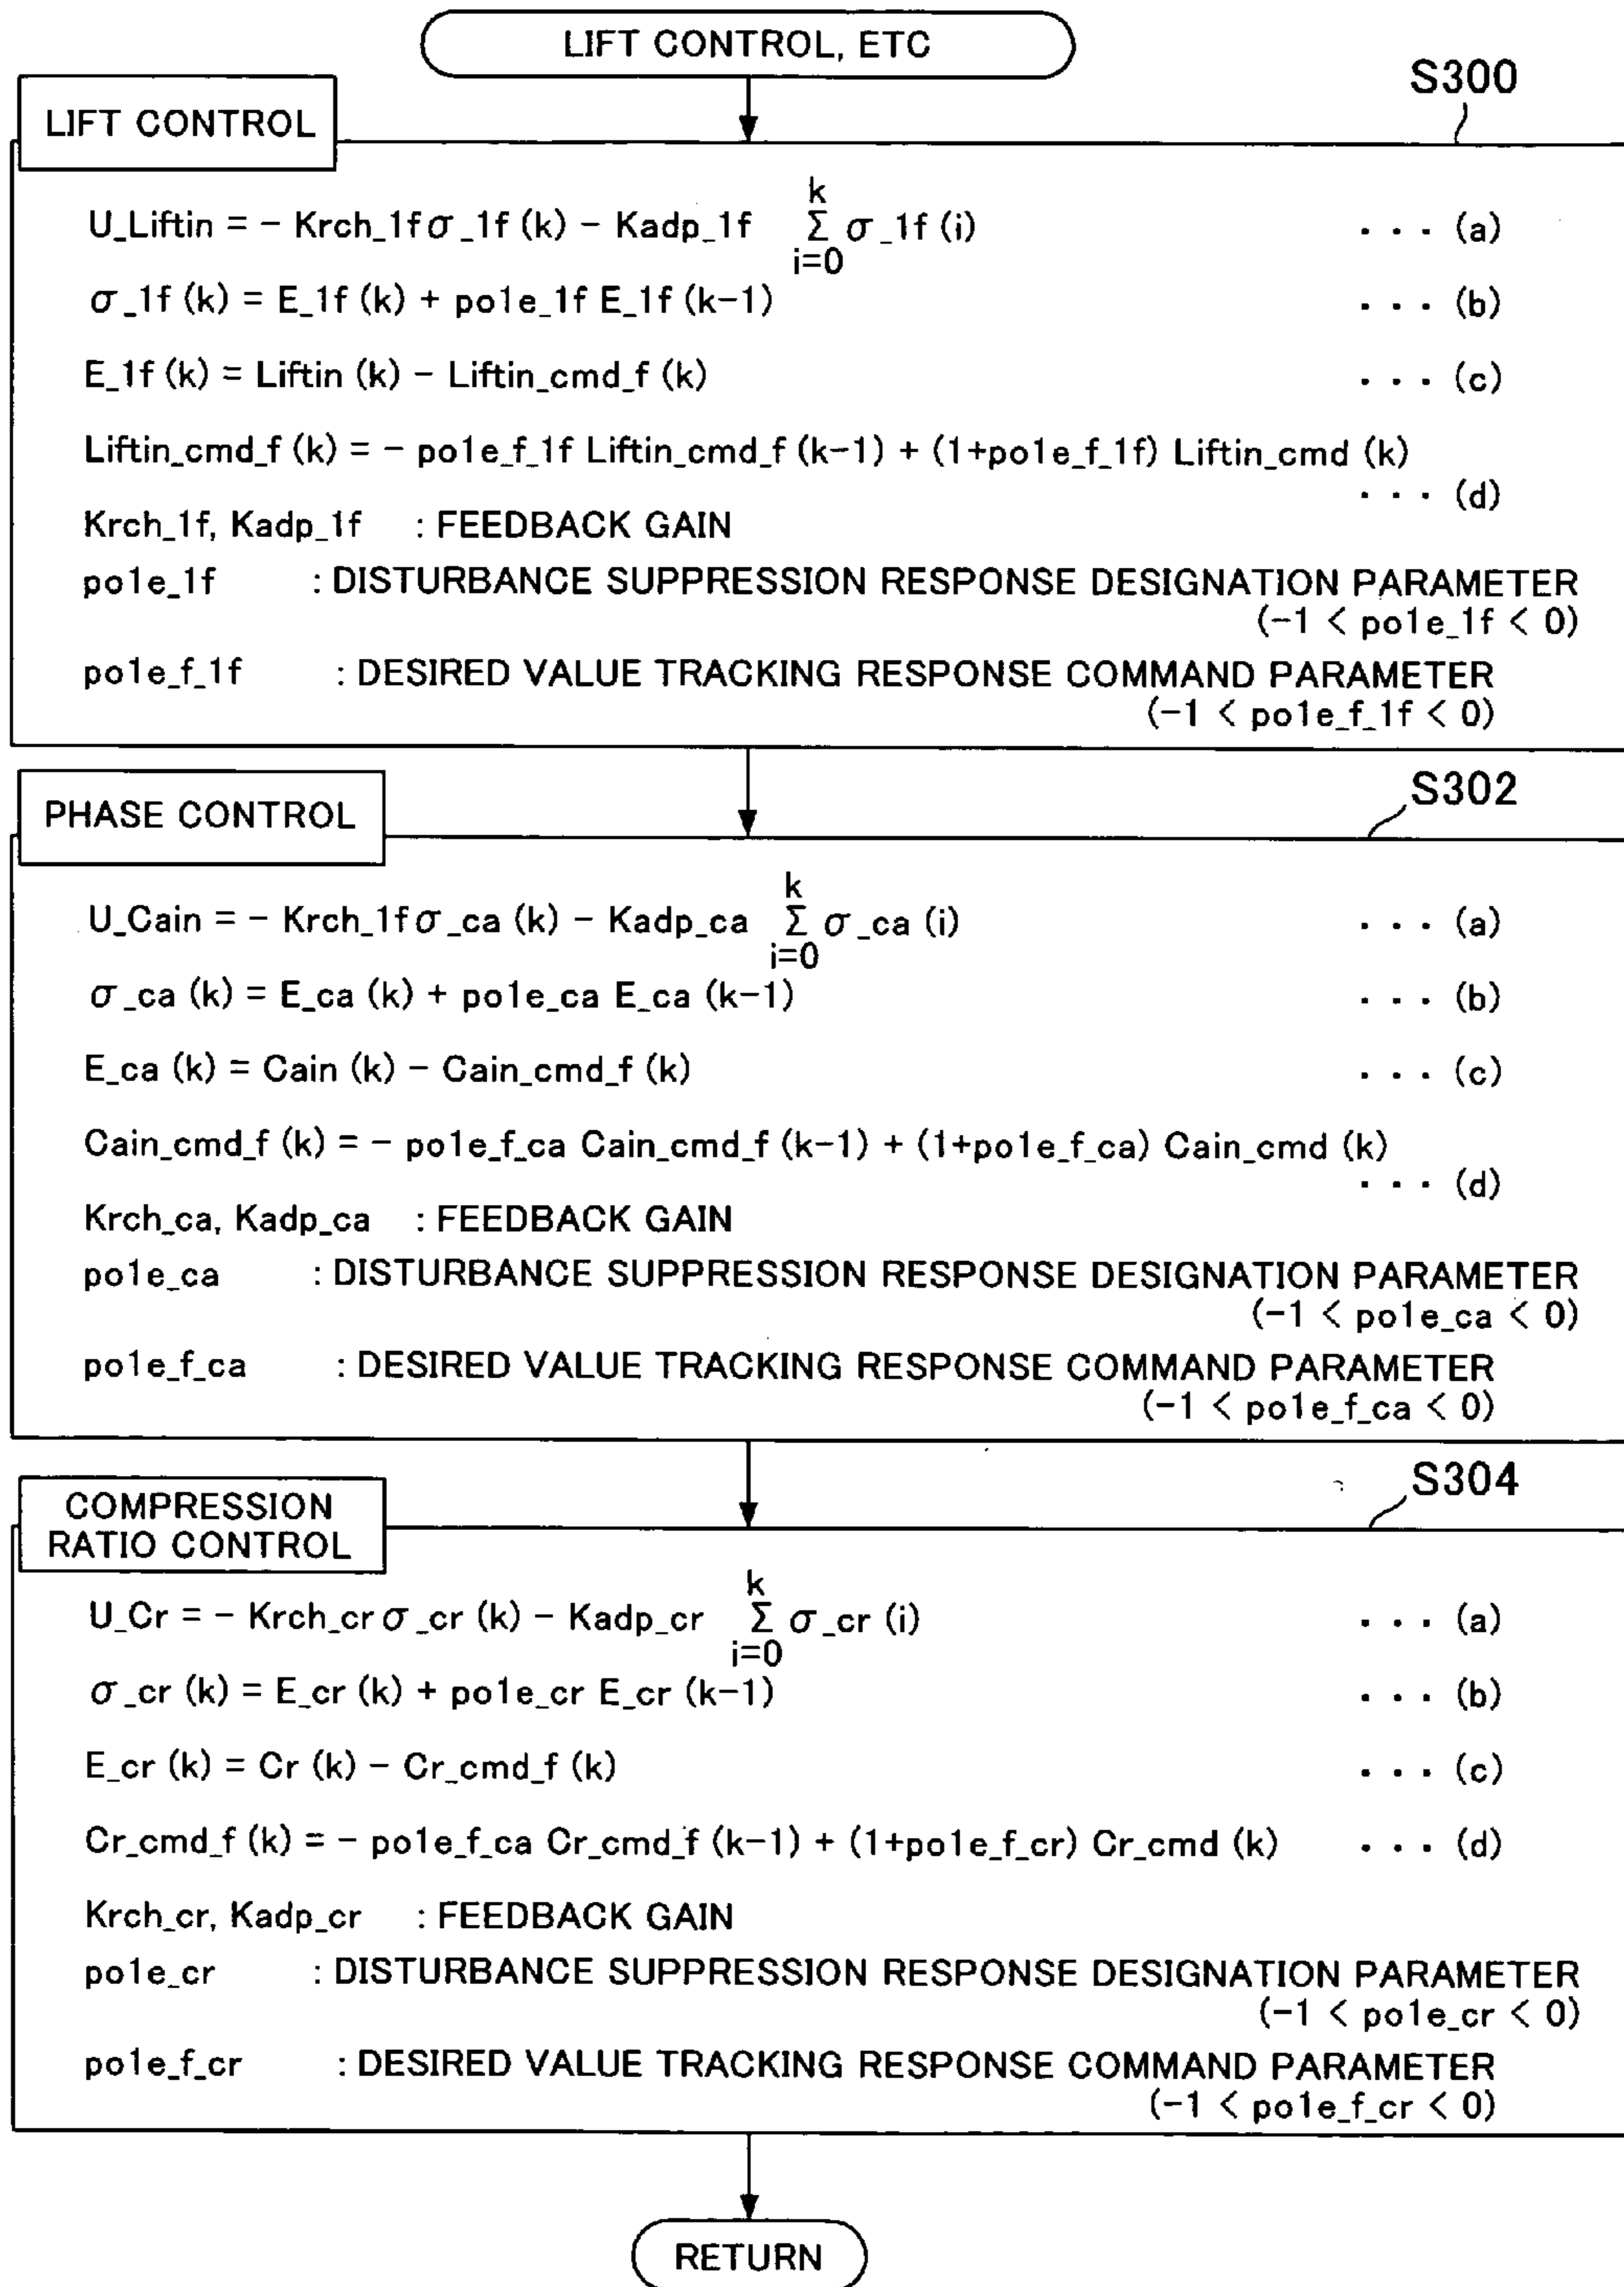 LIFT CONTROL, ETC
S300
LIFT CONTROL
U_Liftin = - Krch_1fσ_1f (k) - Kadp_1f k Σ i=0 σ_1f (i) ··· (a)
σ_1f (k) = E_1f (k) + po1e_1f E_1f (k-1) ··· (b)
E_1f (k) = Liftin (k) - Liftin_cmd_f (k) ··· (c)
Liftin_cmd_f (k) = - po1e_f_1f Liftin_cmd_f (k-1) + (1+po1e_f_1f) Liftin_cmd (k)
··· (d)
Krch_1f, Kadp_1f : FEEDBACK GAIN
po1e_1f : DISTURBANCE SUPPRESSION RESPONSE DESIGNATION PARAMETER
(-1 < po1e_1f < 0)
po1e_f_1f : DESIRED VALUE TRACKING RESPONSE COMMAND PARAMETER
(-1 < po1e_f_1f < 0)
S302
PHASE CONTROL
U_Cain = - Krch_1fσ_ca (k) - Kadp_ca k Σ i=0 σ_ca (i) ··· (a)
σ_ca (k) = E_ca (k) + po1e_ca E_ca (k-1) ··· (b)
E_ca (k) = Cain (k) - Cain_cmd_f (k) ··· (c)
Cain_cmd_f (k) = - po1e_f_ca Cain_cmd_f (k-1) + (1+po1e_f_ca) Cain_cmd (k)
··· (d)
Krch_ca, Kadp_ca : FEEDBACK GAIN
po1e_ca : DISTURBANCE SUPPRESSION RESPONSE DESIGNATION PARAMETER
(-1 < po1e_ca < 0)
po1e_f_ca : DESIRED VALUE TRACKING RESPONSE COMMAND PARAMETER
(-1 < po1e_f_ca < 0)
S304
COMPRESSION
RATIO CONTROL
U_Cr = - Krch_crσ_cr (k) - Kadp_cr k Σ i=0 σ_cr (i) ··· (a)
σ_cr (k) = E_cr (k) + po1e_cr E_cr (k-1) ··· (b)
E_cr (k) = Cr (k) - Cr_cmd_f (k) ··· (c)
Cr_cmd_f (k) = - po1e_f_ca Cr_cmd_f (k-1) + (1+po1e_f_cr) Cr_cmd (k) ··· (d)
Krch_cr, Kadp_cr : FEEDBACK GAIN
po1e_cr : DISTURBANCE SUPPRESSION RESPONSE DESIGNATION PARAMETER
(-1 < po1e_cr < 0)
po1e_f_cr : DESIRED VALUE TRACKING RESPONSE COMMAND PARAMETER
(-1 < po1e_f_cr < 0)
RETURN